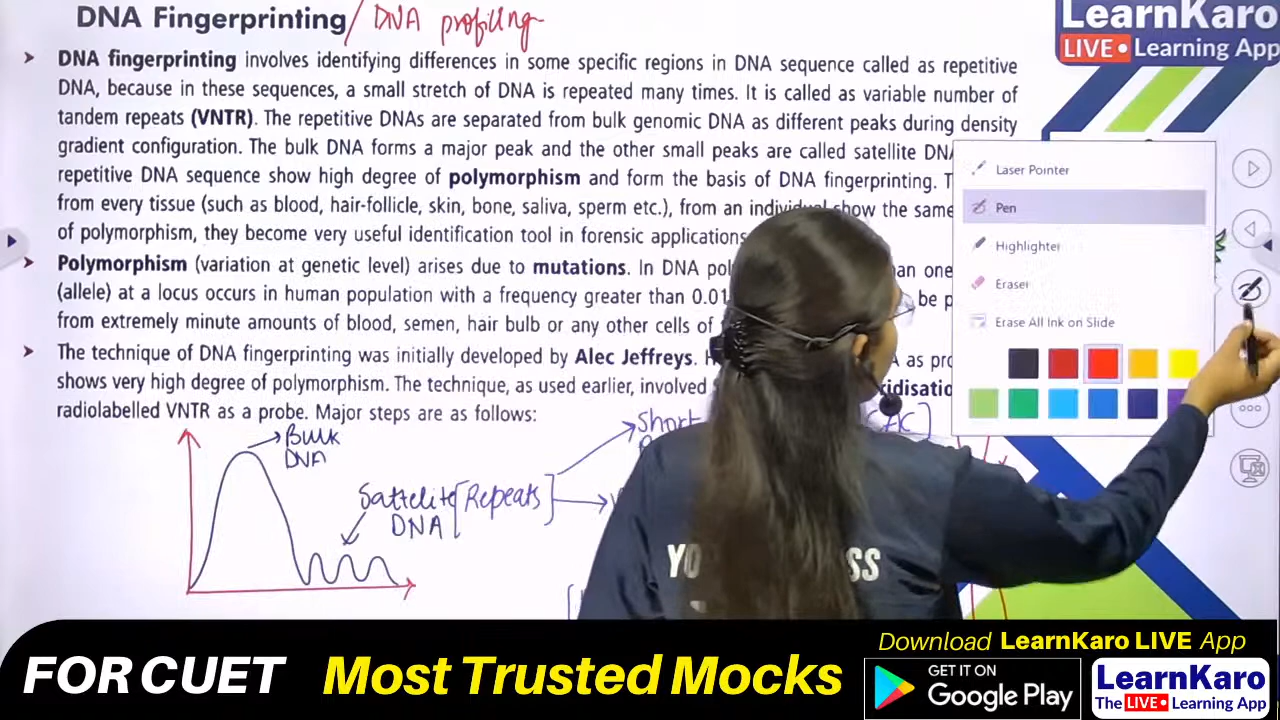 DNA Fingerprinting/ DNA profiling
LearnKaro
LIVE • Learning App
DNA fingerprinting involves identifying differences in some specific regions in DNA sequence called as repetitive
DNA, because in these sequences, a small stretch of DNA is repeated many times. It is called as variable number of
tandem repeats (VNTR). The repetitive DNAs are separated from bulk genomic DNA as different peaks during density
gradient configuration. The bulk DNA forms a major peak and the other small peaks are called satellite DNA
repetitive DNA sequence show high degree of polymorphism and form the basis of DNA fingerprinting. T
from every tissue (such as blood, hair-follicle, skin, bone, saliva, sperm etc.), from an individual show the same
of polymorphism, they become very useful identification tool in forensic applications
Polymorphism (variation at genetic level) arises due to mutations. In DNA pol an one
(allele) at a locus occurs in human population with a frequency greater than 0.01 be p
from extremely minute amounts of blood, semen, hair bulb or any other cells of
The technique of DNA fingerprinting was initially developed by Alec Jeffreys. H A as pro
shows very high degree of polymorphism. The technique, as used earlier, involved ridisatio
radiolabelled VNTR as a probe. Major steps are as follows:
Laser Pointer
Pen
Highlighter
Eraser
Erase All Ink on Slide
Bulk
DNA
Sattelite [Repeats]
DNA
Short
CAC]
YO SS
FOR CUET Most Trusted Mocks
Download LearnKaro LIVE App
GET IT ON
Google Play
LearnKaro
The LIVE • Learning App